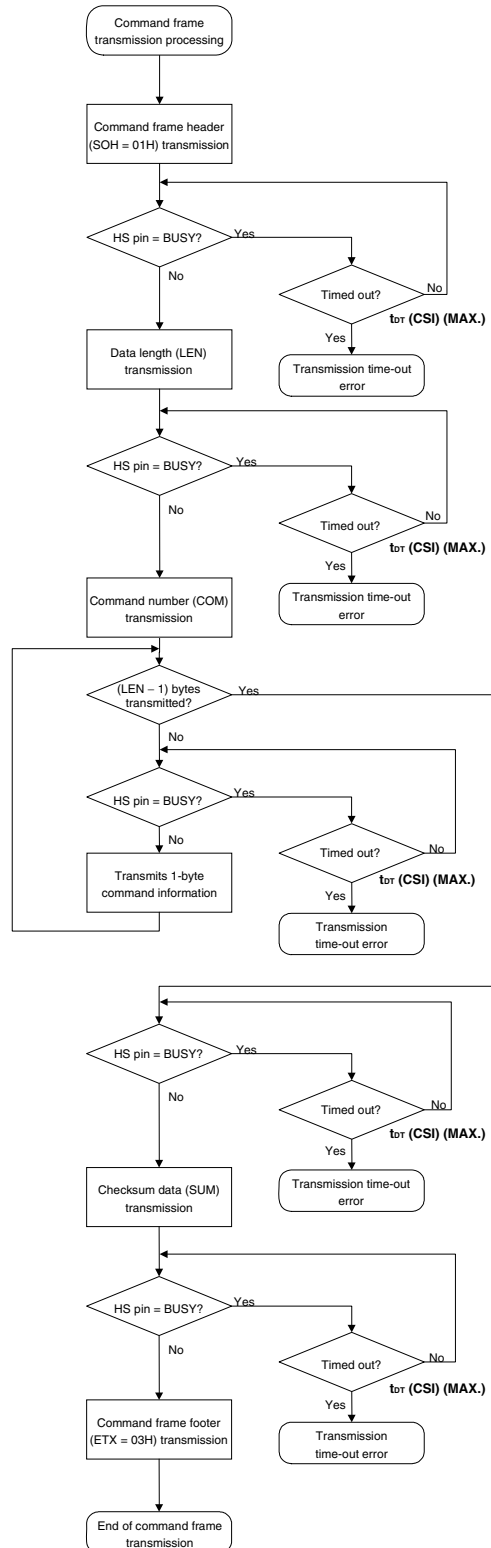 Command frame
transmission processing
Command frame header
(SOH = 01H) transmission
HS pin = BUSY?
Yes
No
Timed out?
No
tDT (CSI) (MAX.)
Yes
Transmission time-out
error
Data length (LEN)
transmission
HS pin = BUSY?
Yes
No
Timed out?
No
tDT (CSI) (MAX.)
Yes
Transmission time-out
error
Command number (COM)
transmission
(LEN − 1) bytes
transmitted?
Yes
No
HS pin = BUSY?
Yes
No
Timed out?
No
tDT (CSI) (MAX.)
Yes
Transmits 1-byte
command information
Transmission
time-out error
HS pin = BUSY?
Yes
No
Timed out?
No
tDT (CSI) (MAX.)
Yes
Transmission time-out
error
Checksum data (SUM)
transmission
HS pin = BUSY?
Yes
No
Timed out?
No
tDT (CSI) (MAX.)
Yes
Transmission
time-out error
Command frame footer
(ETX = 03H) transmission
End of command frame
transmission